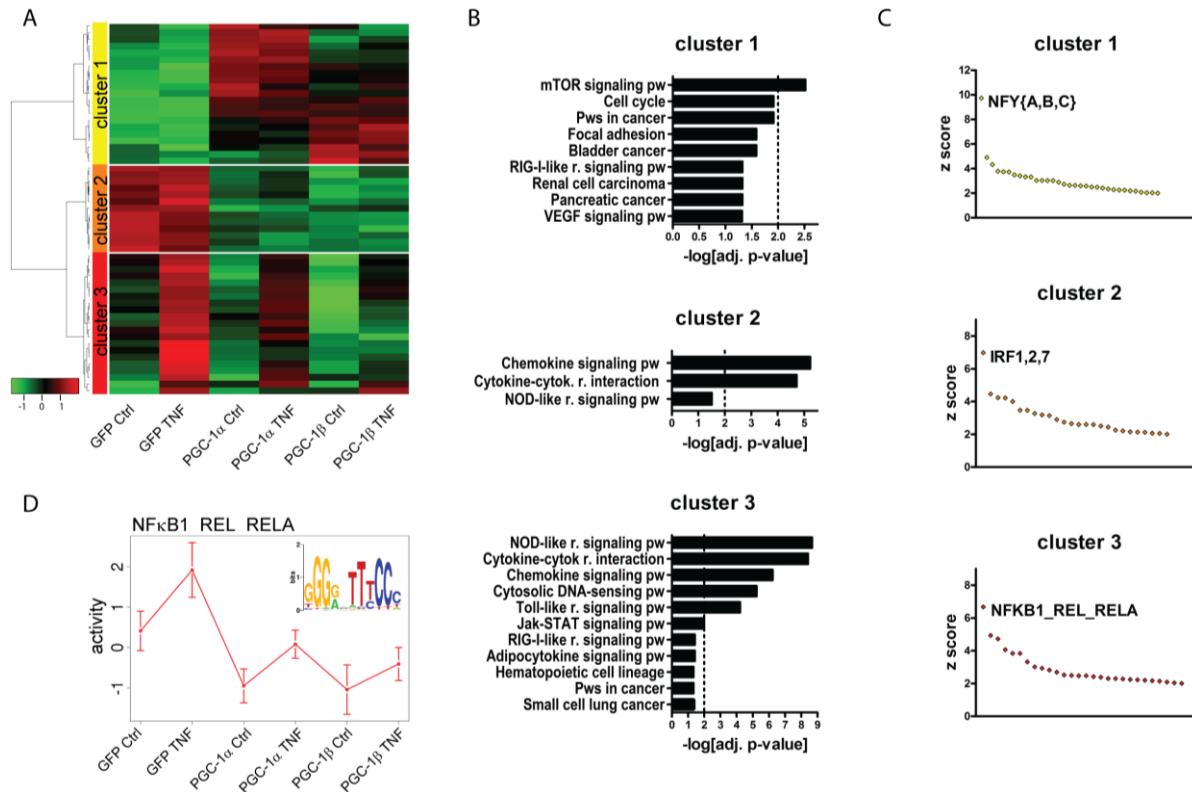 A
cluster 1
cluster 2
cluster 3
-1 0 1
GFP Ctrl
GFP TNF
PGC-1α Ctrl
PGC-1α TNF
PGC-1β Ctrl
PGC-1β TNF
B
cluster 1
mTOR signaling pw
Cell cycle
Pws in cancer
Focal adhesion
Bladder cancer
RIG-I-like r. signaling pw
Renal cell carcinoma
Pancreatic cancer
VEGF signaling pw
0.0 0.5 1.0 1.5 2.0 2.5
-log[adj. p-value]
cluster 2
Chemokine signaling pw
Cytokine-cytok. r. interaction
NOD-like r. signaling pw
0 1 2 3 4 5
-log[adj. p-value]
cluster 3
NOD-like r. signaling pw
Cytokine-cytok r. interaction
Chemokine signaling pw
Cytosolic DNA-sensing pw
Toll-like r. signaling pw
Jak-STAT signaling pw
RIG-I-like r. signaling pw
Adipocytokine signaling pw
Hematopoietic cell lineage
Pws in cancer
Small cell lung cancer
0 1 2 3 4 5 6 7 8 9
-log[adj. p-value]
C
cluster 1
12
10
8
6
4
2
0
z score
NFY{A,B,C}
cluster 2
8
6
4
2
0
z score
IRF1,2,7
cluster 3
8
6
4
2
0
z score
NFKB1_REL_RELA
D
NFκB1 REL RELA
2
1
0
-1
activity
2
1
0
bits
GFP Ctrl
GFP TNF
PGC-1α Ctrl
PGC-1α TNF
PGC-1β Ctrl
PGC-1β TNF